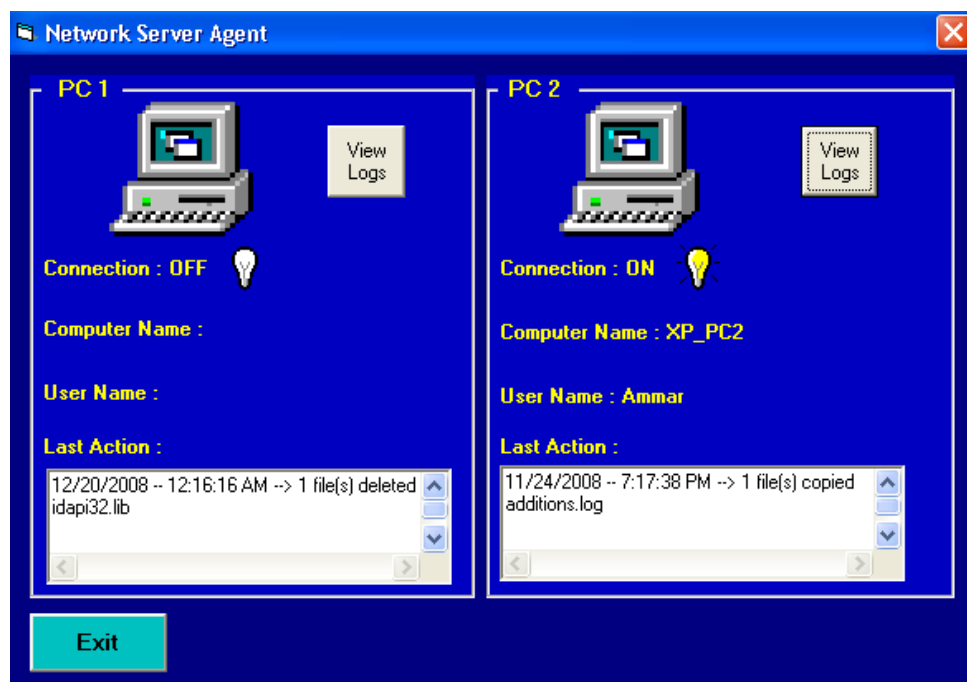 Network Server Agent
PC 1
View
Logs
Connection : OFF
Computer Name :
User Name :
Last Action :
12/20/2008 -- 12:16:16 AM --> 1 file(s) deleted
idapi32.lib
PC 2
View
Logs
Connection : ON
Computer Name : XP_PC2
User Name : Ammar
Last Action :
11/24/2008 -- 7:17:38 PM --> 1 file(s) copied
additions.log
Exit